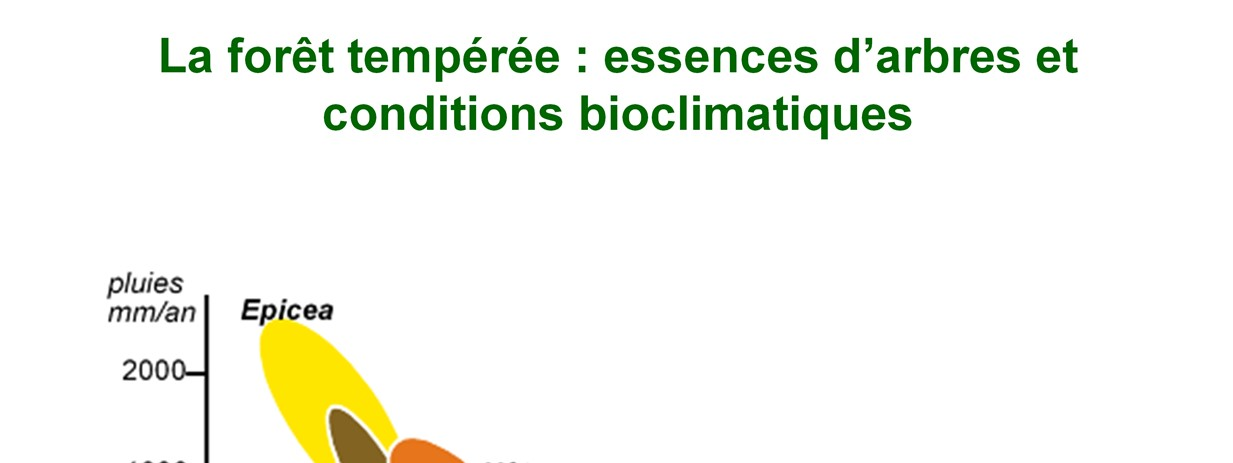 La forêt tempérée : essences d’arbres et
conditions bioclimatiques
pluies
mm/an
Epicea
2000